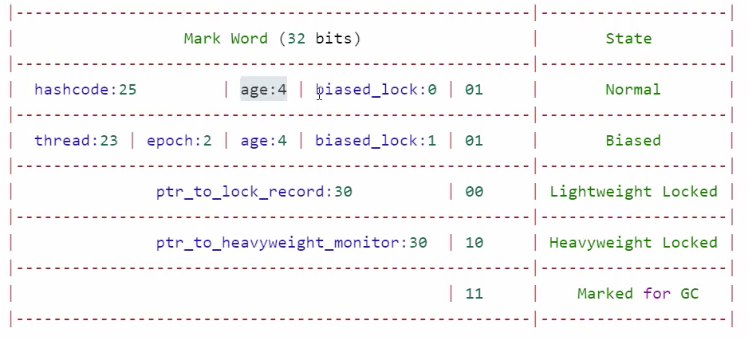 |--------------------------------------------------|--------------------|
| Mark Word (32 bits) | State |
|--------------------------------------------------|--------------------|
| hashcode:25 | age:4 | biased_lock:0 | 01 | Normal |
|--------------------------------------------------|--------------------|
| thread:23 | epoch:2 | age:4 | biased_lock:1 | 01 | Biased |
|--------------------------------------------------|--------------------|
| ptr_to_lock_record:30 | 00 | Lightweight Locked |
|--------------------------------------------------|--------------------|
| ptr_to_heavyweight_monitor:30 | 10 | Heavyweight Locked |
|--------------------------------------------------|--------------------|
| | 11 | Marked for GC |
|--------------------------------------------------|--------------------|